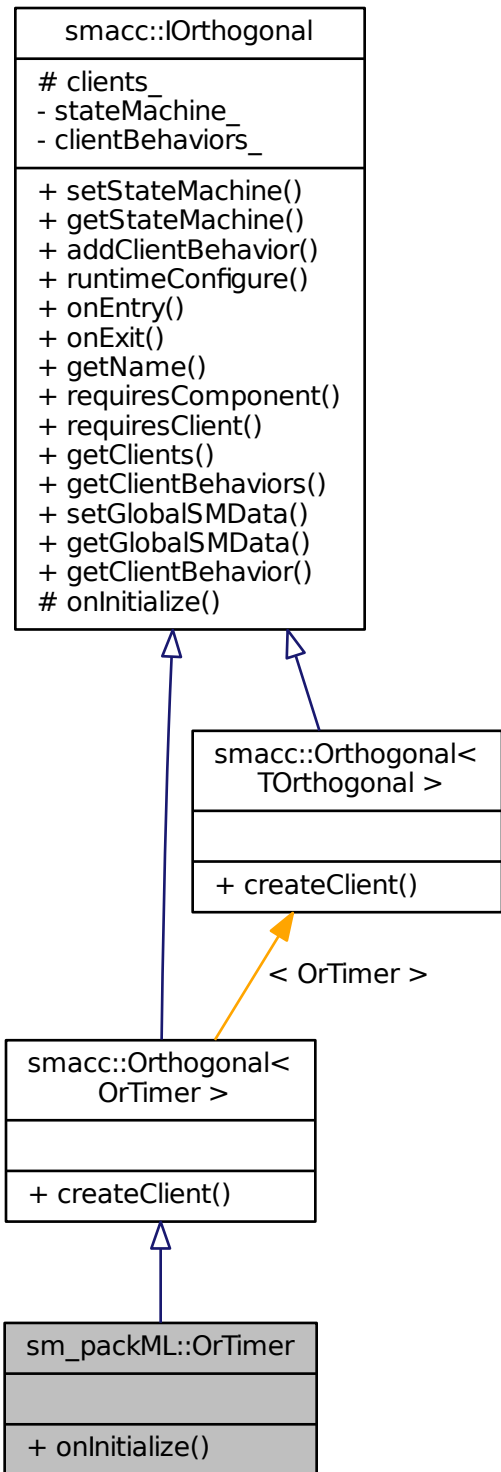 smacc::IOrthogonal
# clients_
- stateMachine_
- clientBehaviors_
+ setStateMachine()
+ getStateMachine()
+ addClientBehavior()
+ runtimeConfigure()
+ onEntry()
+ onExit()
+ getName()
+ requiresComponent()
+ requiresClient()
+ getClients()
+ getClientBehaviors()
+ setGlobalSMData()
+ getGlobalSMData()
+ getClientBehavior()
# onInitialize()
smacc::Orthogonal<
TOrthogonal >
+ createClient()
< OrTimer >
smacc::Orthogonal<
OrTimer >
+ createClient()
sm_packML::OrTimer
+ onInitialize()